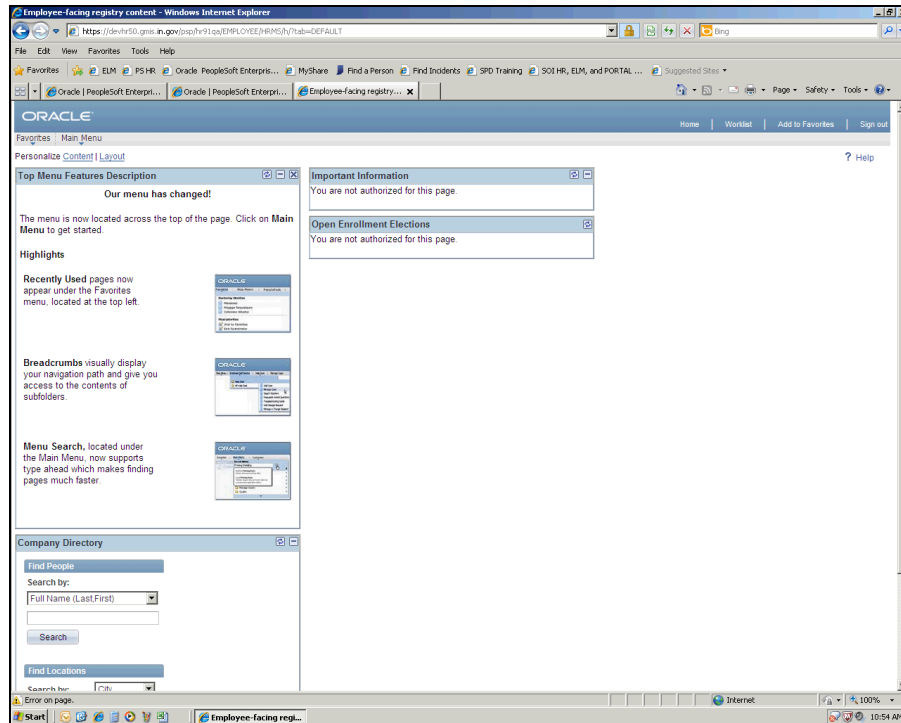 Employee-facing registry content - Windows Internet Explorer
https://devhr50.gmis.in.gov/psp/hr91qa/EMPLOYEE/HRMS/h/?tab=DEFAULT
Bing
File Edit View Favorites Tools Help
Favorites ELM PS HR Oracle PeopleSoft Enterpris... MyShare Find a Person Find Incidents SPD Training SOI HR, ELM, and PORTAL ... Suggested Sites
Oracle | PeopleSoft Enterpri... Oracle | PeopleSoft Enterpri... Employee-facing registry... Page Safety Tools
ORACLE
Home | Worklist | Add to Favorites | Sign out
Favorites Main Menu
Personalize Content | Layout
? Help
Top Menu Features Description
Our menu has changed!
The menu is now located across the top of the page. Click on Main
Menu to get started.
Highlights
Recently Used pages now
appear under the Favorites
menu, located at the top left.
ORACLE
Breadcrumbs visually display
your navigation path and give you
access to the contents of
subfolders.
ORACLE
Menu Search, located under
the Main Menu, now supports
type ahead which makes finding
pages much faster.
ORACLE
Important Information
You are not authorized for this page.
Open Enrollment Elections
You are not authorized for this page.
Company Directory
Find People
Search by:
Full Name (Last,First)
Search
Find Locations
Search by: City
Error on page.
Internet
100%
Start
Employee-facing regi...
10:54 AM